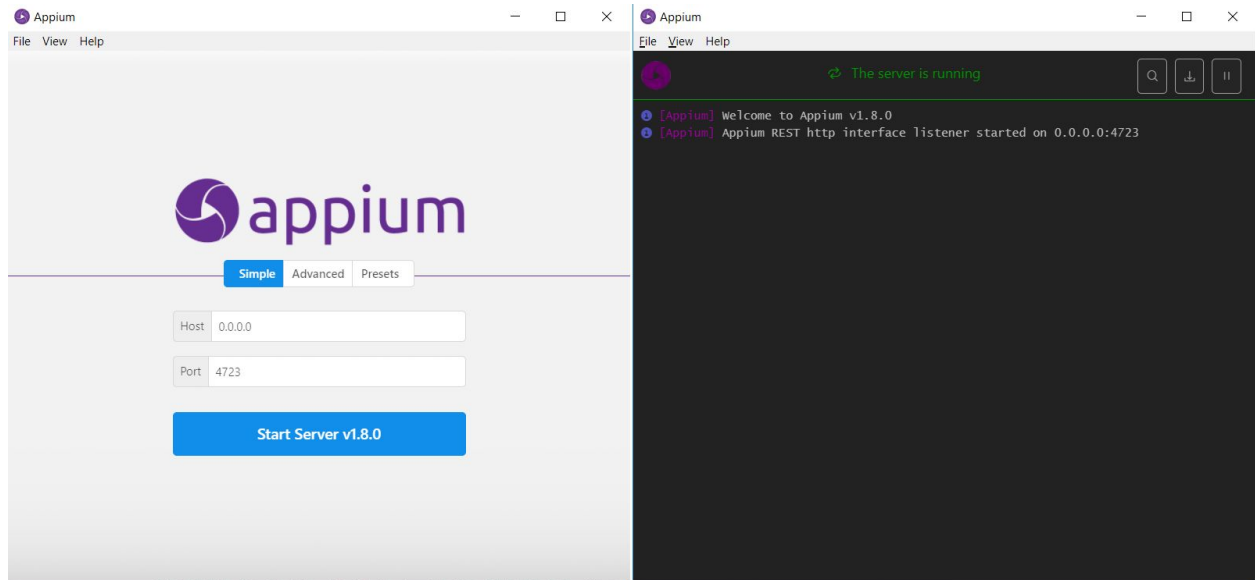 Appium
File View Help
appium
Simple Advanced Presets
Host 0.0.0.0
Port 4723
Start Server v1.8.0
Appium
File View Help
The server is running
[Appium] Welcome to Appium v1.8.0
[Appium] Appium REST http interface listener started on 0.0.0.0:4723